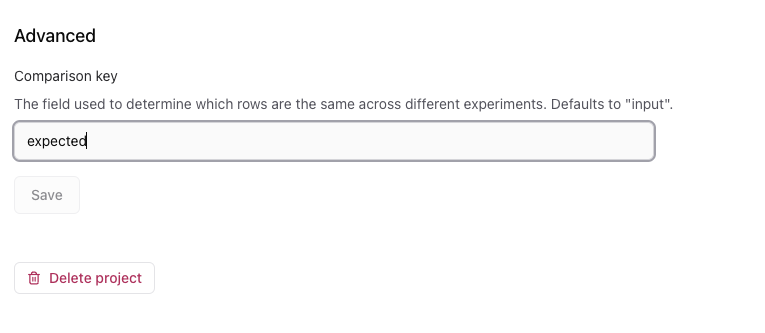 Advanced
Comparison key
The field used to determine which rows are the same across different experiments. Defaults to "input".
expected
Save
Delete project